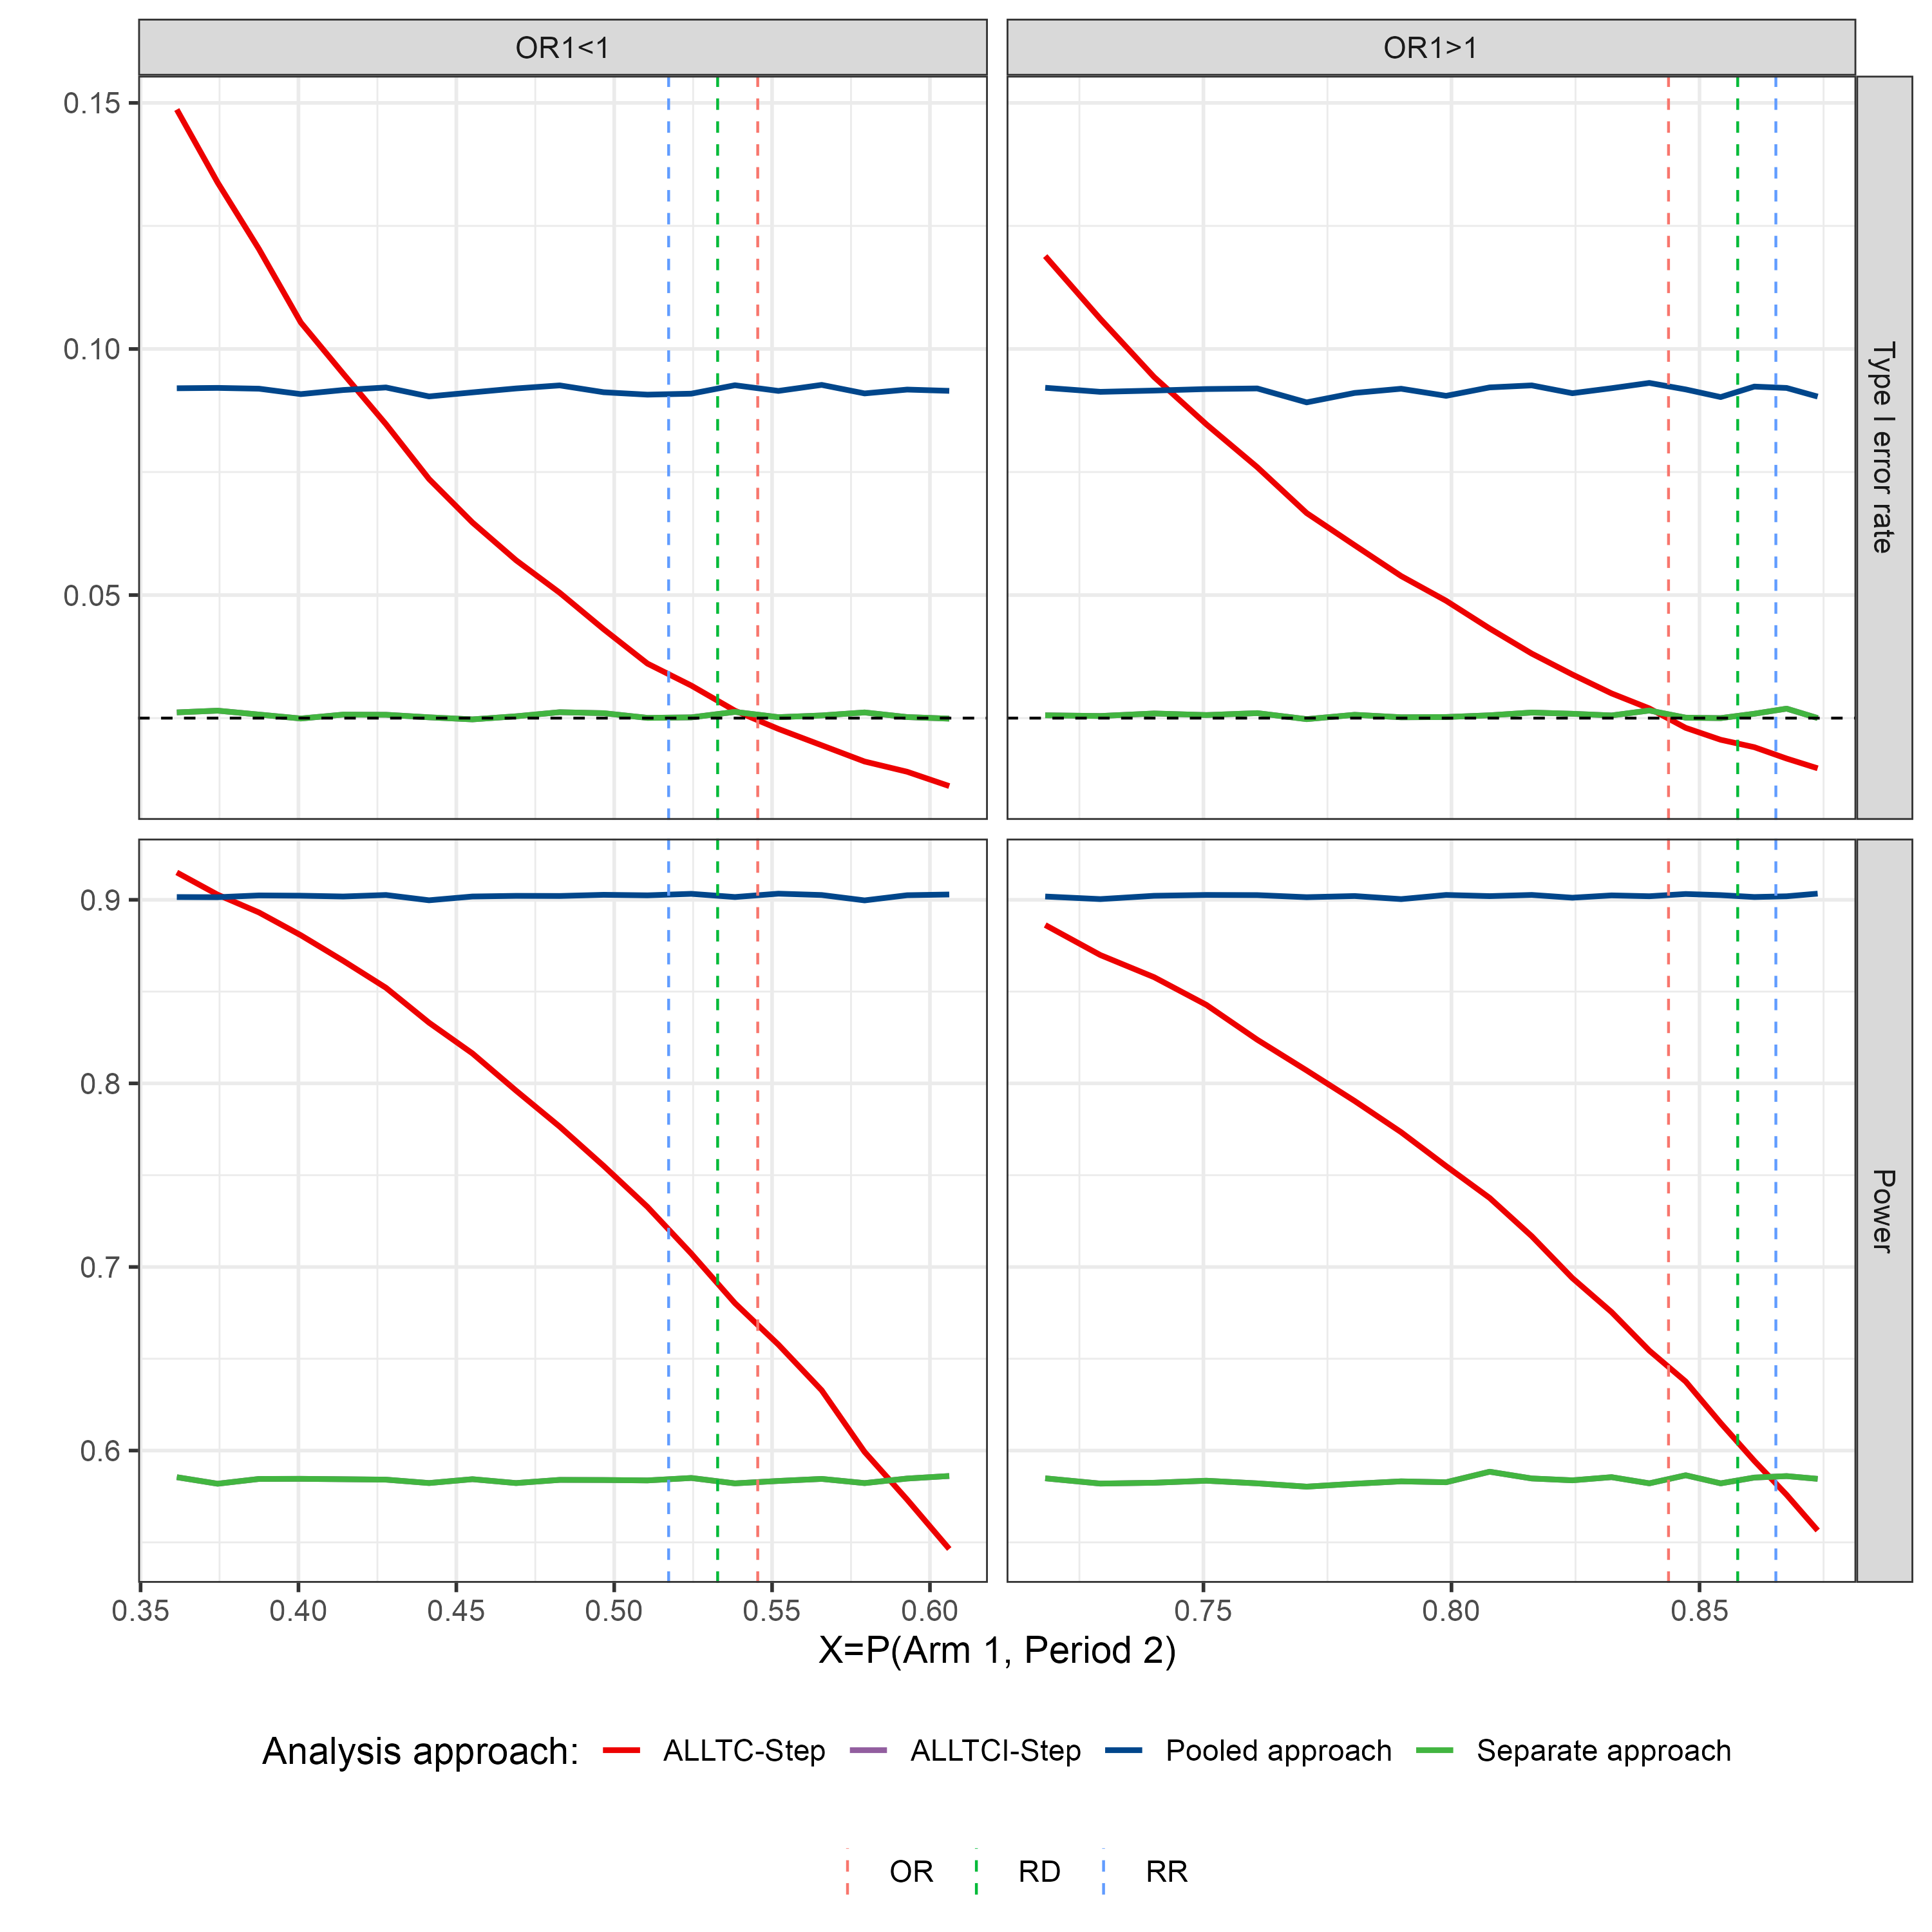 OR1<1
OR1>1
0.15
0.10
0.05
Type I error rate
0.9
0.8
0.7
0.6
Power
0.35 0.40 0.45 0.50 0.55 0.60 0.75 0.80 0.85
X=P(Arm 1, Period 2)
Analysis approach: ALLTC-Step ALLTCI-Step Pooled approach Separate approach
OR RD RR